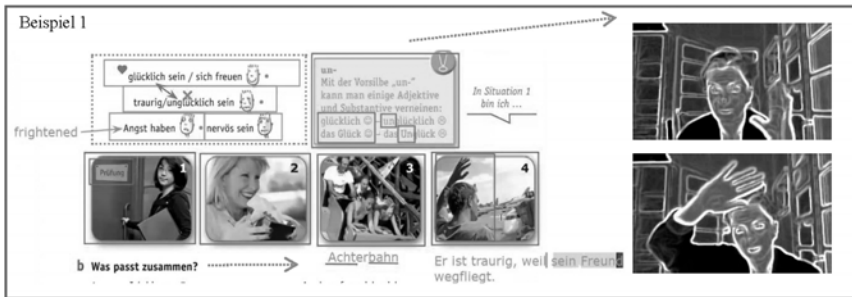 Beispiel 1
glücklich sein / sich freuen
traurig/unglücklich sein
frightened
Angst haben
nervös sein
un-
Mit der Vorsilbe „un-“
kann man einige Adjektive
und Substantive verneinen:
glücklich ☺ – unglücklich ☹
das Glück ☺ – das Unglück ☹
In Situation 1
bin ich ...
Prüfung
1
2
3
4
b Was passt zusammen?
Achterbahn
Er ist traurig, weil sein Freund
wegfliegt.